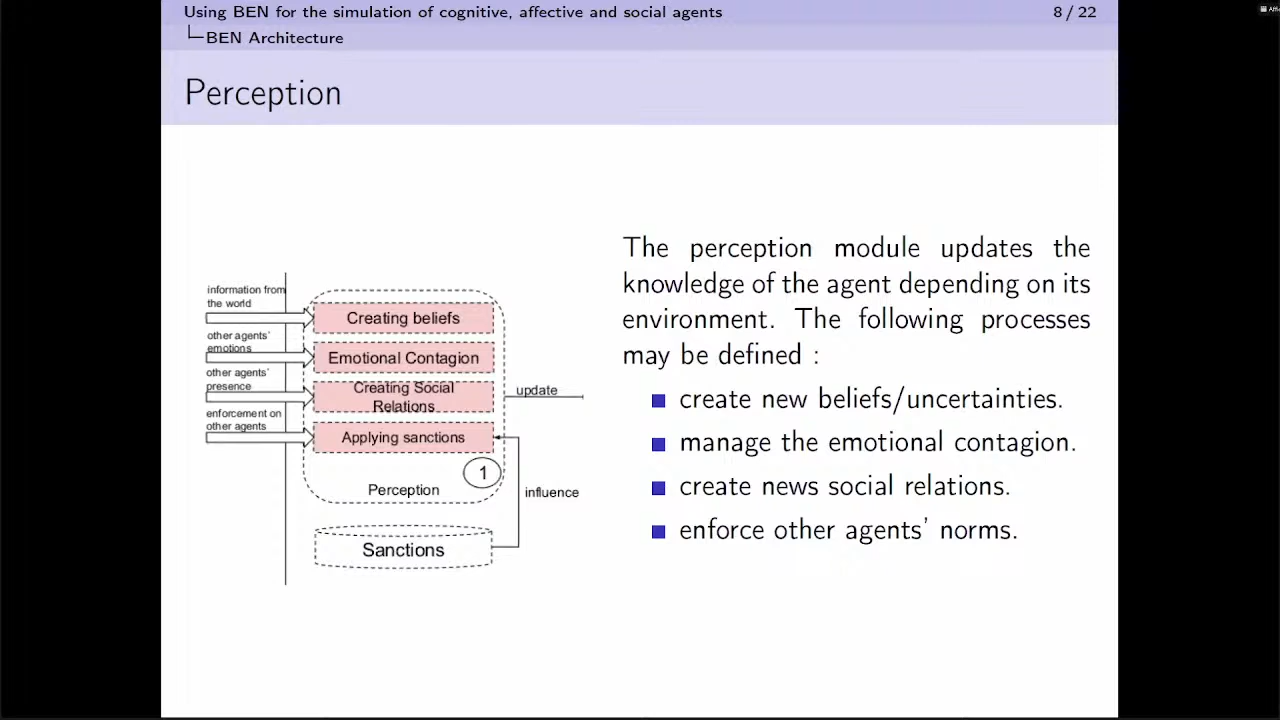 Using BEN for the simulation of cognitive, affective and social agents
8 / 22
BEN Architecture
Perception
information from
the world
Creating beliefs
other agents'
emotions
Emotional Contagion
other agents'
presence
Creating Social
Relations
update
enforcement on
other agents
Applying sanctions
1
Perception
influence
Sanctions
The perception module updates the
knowledge of the agent depending on its
environment. The following processes
may be defined :
create new beliefs/uncertainties.
manage the emotional contagion.
create news social relations.
enforce other agents' norms.